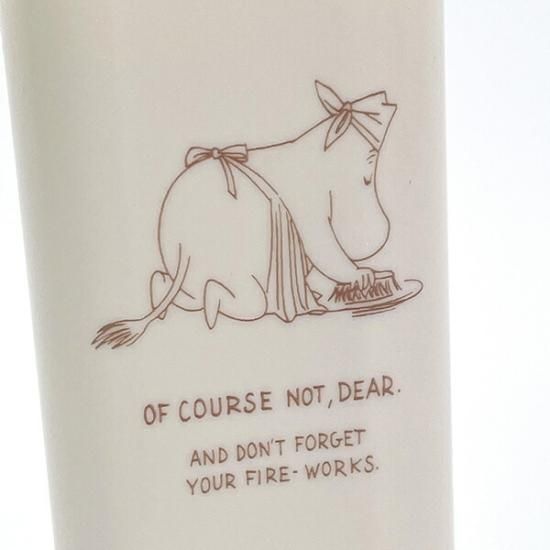 OF COURSE NOT, DEAR.
AND DON'T FORGET
YOUR FIRE-WORKS.